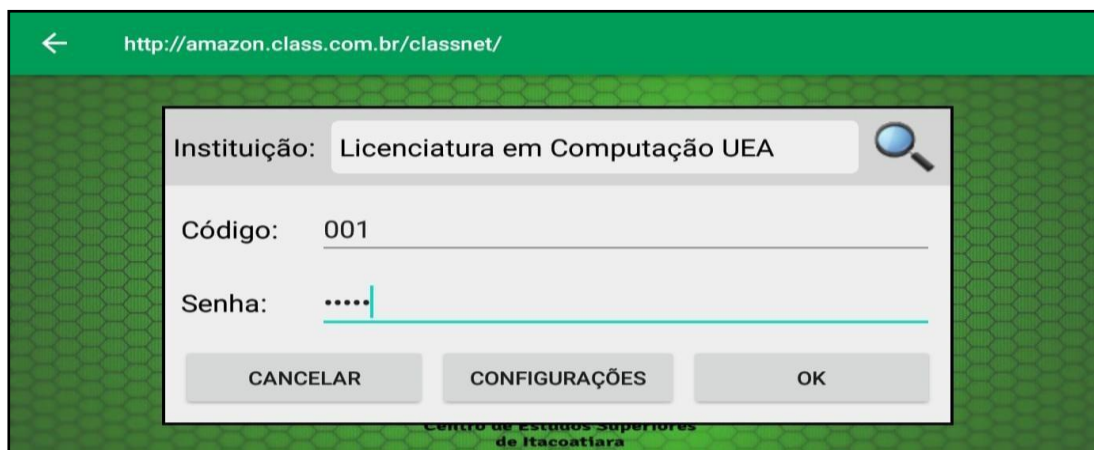 http://amazon.class.com.br/classnet/
Instituição: Licenciatura em Computação UEA
Código: 001
Senha: •••••
CANCELAR CONFIGURAÇÕES OK
Centro de Estudos Superiores
de Itacoatiara